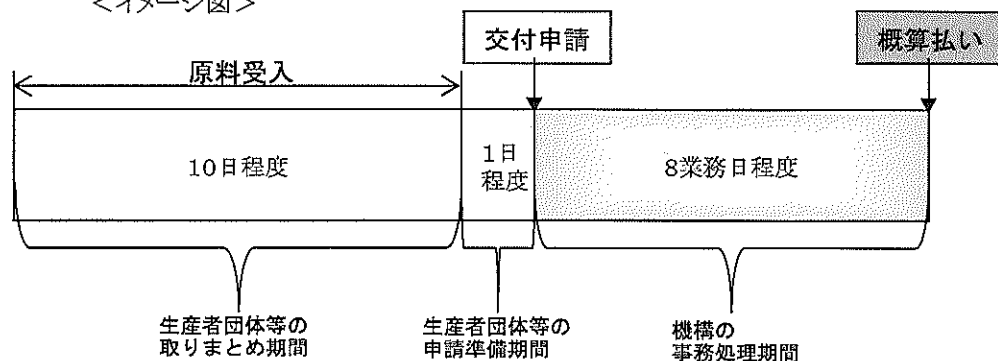 ＜イメージ図＞
交付申請
概算払い
原料受入
10日程度
1日
程度
8業務日程度
生産者団体等の
取りまとめ期間
生産者団体等の
申請準備期間
機構の
事務処理期間